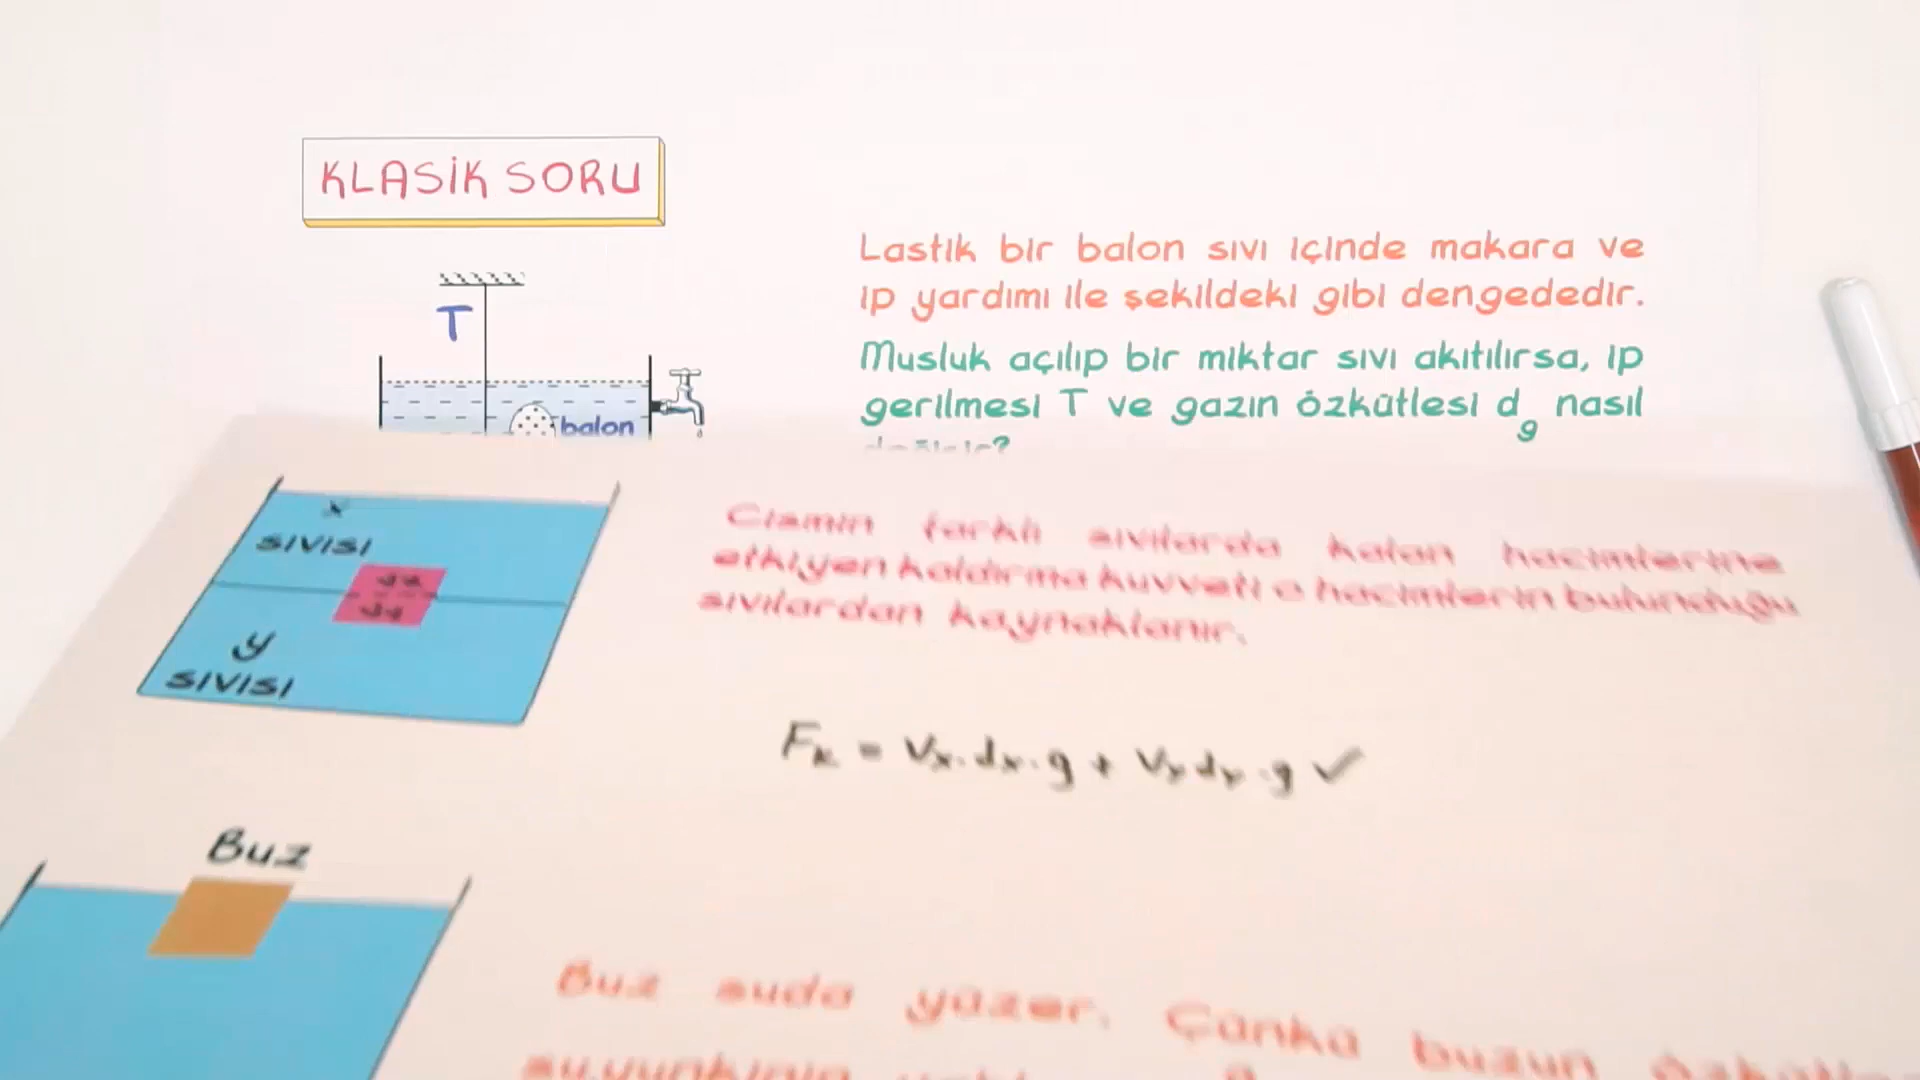 KLASİK SORU
T
balon
Lastik bir balon sıvı içinde makara ve
ip yardımı ile şekildeki gibi dengededir.
Musluk açılıp bir miktar sıvı akıtılırsa, ip
gerilmesi T ve gazın özkütlesi dg nasıl
değişir?
x
SIVISI
y
SIVISI
Cismin farklı sıvılarda kalan hacimlerine
etkiyen kaldırma kuvveti o hacimlerin bulunduğu
sıvılardan kaynaklanır.
Fk = Vx.dx.g + Vy dy.g ✓
Buz
Buz suda yüzer. Çünkü buzun